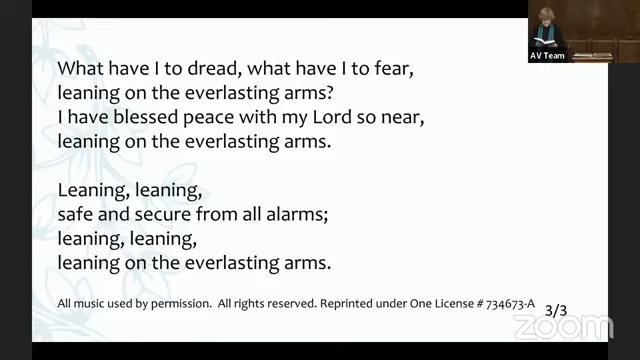 What have I to dread, what have I to fear,
leaning on the everlasting arms?
I have blessed peace with my Lord so near,
leaning on the everlasting arms.
Leaning, leaning,
safe and secure from all alarms;
leaning, leaning,
leaning on the everlasting arms.
All music used by permission.  All rights reserved. Reprinted under One License # 734673-A
3/3
AV Team
zoom